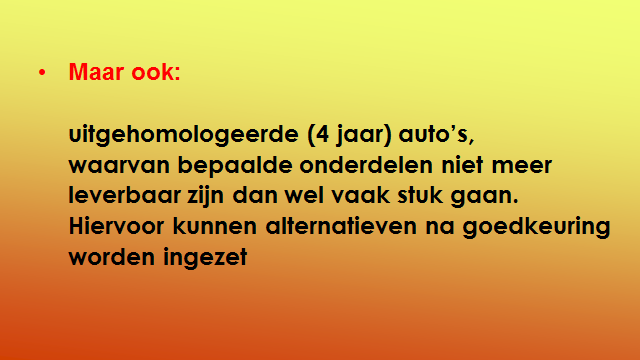 • Maar ook:
uitgehomologeerde (4 jaar) auto’s,
waarvan bepaalde onderdelen niet meer
leverbaar zijn dan wel vaak stuk gaan.
Hiervoor kunnen alternatieven na goedkeuring
worden ingezet